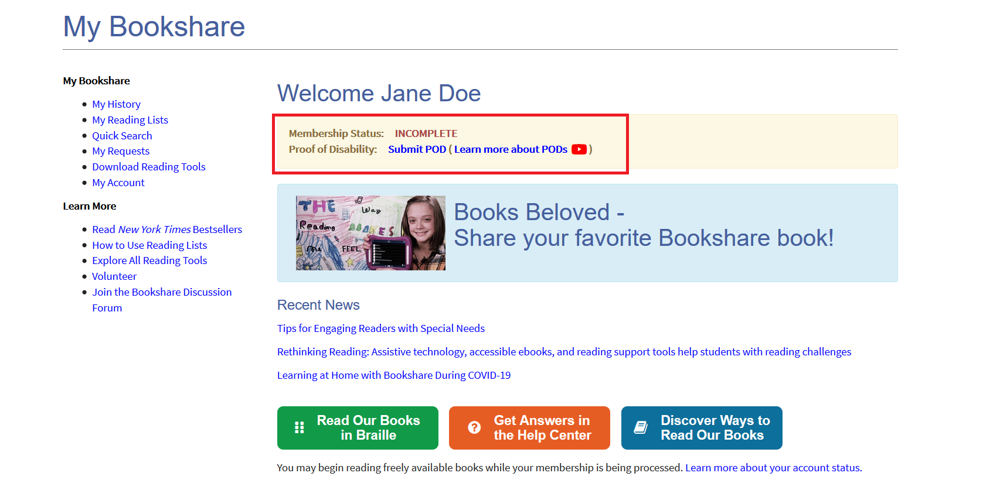 My Bookshare
My Bookshare
My History
My Reading Lists
Quick Search
My Requests
Download Reading Tools
My Account
Learn More
Read New York Times Bestsellers
How to Use Reading Lists
Explore All Reading Tools
Volunteer
Join the Bookshare Discussion
Forum
Welcome Jane Doe
Membership Status: INCOMPLETE
Proof of Disability: Submit POD ( Learn more about PODs )
THE
Way
Reading
MAKES
me
FEEL
Books Beloved -
Share your favorite Bookshare book!
Recent News
Tips for Engaging Readers with Special Needs
Rethinking Reading: Assistive technology, accessible ebooks, and reading support tools help students with reading challenges
Learning at Home with Bookshare During COVID-19
Read Our Books
in Braille
Get Answers in
the Help Center
Discover Ways to
Read Our Books
You may begin reading freely available books while your membership is being processed. Learn more about your account status.